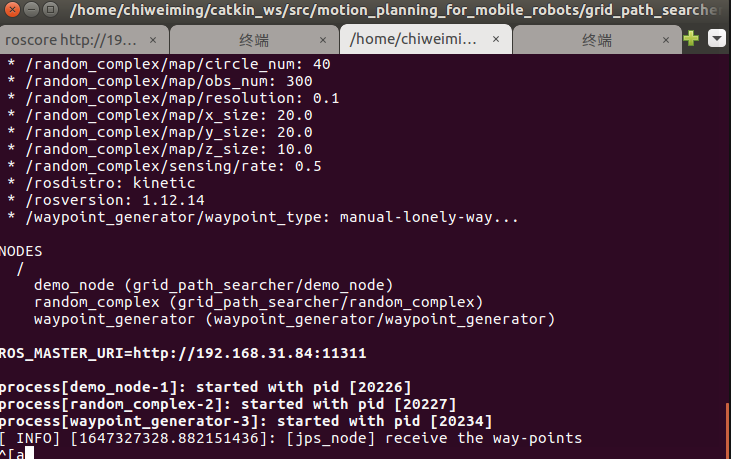 /home/chiweiming/catkin_ws/src/motion_planning_for_mobile_robots/grid_path_searcher
roscore http://19... × 终端 × /home/chiweimi... × 终端 ×
* /random_complex/map/circle_num: 40
* /random_complex/map/obs_num: 300
* /random_complex/map/resolution: 0.1
* /random_complex/map/x_size: 20.0
* /random_complex/map/y_size: 20.0
* /random_complex/map/z_size: 10.0
* /random_complex/sensing/rate: 0.5
* /rosdistro: kinetic
* /rosversion: 1.12.14
* /waypoint_generator/waypoint_type: manual-lonely-way...
NODES
/
demo_node (grid_path_searcher/demo_node)
random_complex (grid_path_searcher/random_complex)
waypoint_generator (waypoint_generator/waypoint_generator)
ROS_MASTER_URI=http://192.168.31.84:11311
process[demo_node-1]: started with pid [20226]
process[random_complex-2]: started with pid [20227]
process[waypoint_generator-3]: started with pid [20234]
[ INFO] [1647327328.882151436]: [jps_node] receive the way-points
^[a